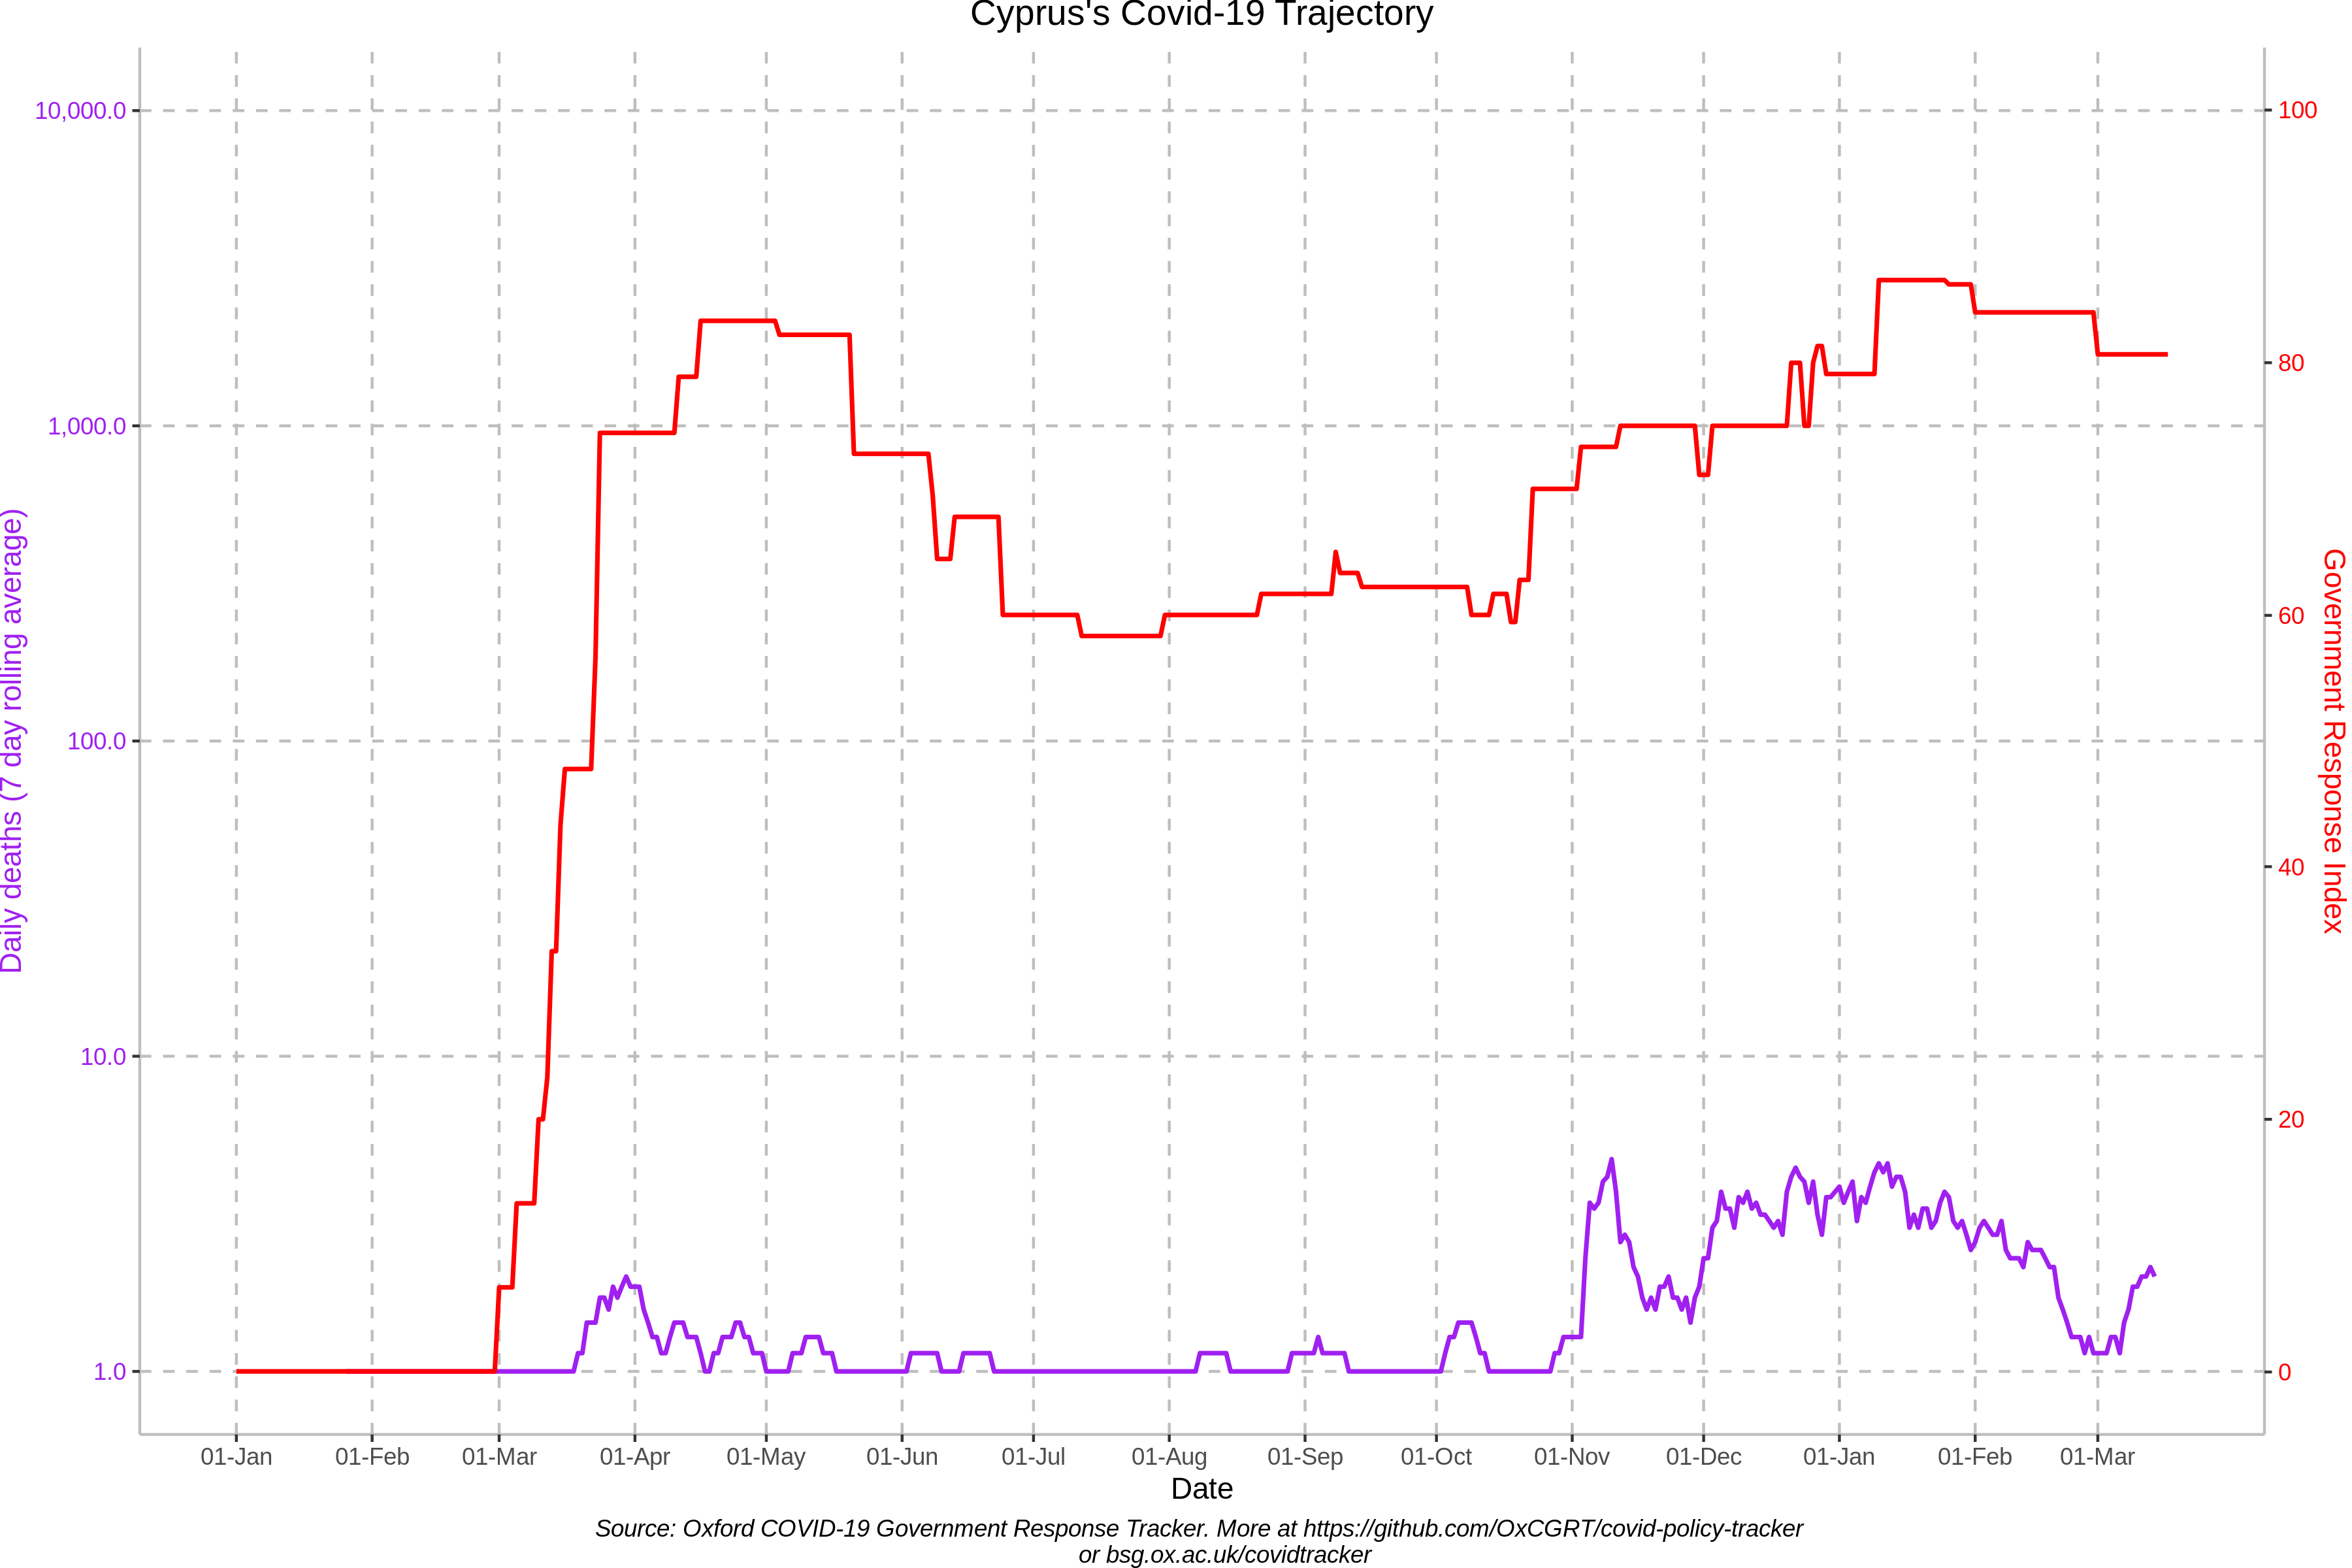 Cyprus's Covid-19 Trajectory
10,000.0
1,000.0
100.0
10.0
1.0
Daily deaths (7 day rolling average)
100
80
60
40
20
0
Government Response Index
01-Jan 01-Feb 01-Mar 01-Apr 01-May 01-Jun 01-Jul 01-Aug 01-Sep 01-Oct 01-Nov 01-Dec 01-Jan 01-Feb 01-Mar
Date
Source: Oxford COVID-19 Government Response Tracker. More at https://github.com/OxCGRT/covid-policy-tracker
or bsg.ox.ac.uk/covidtracker